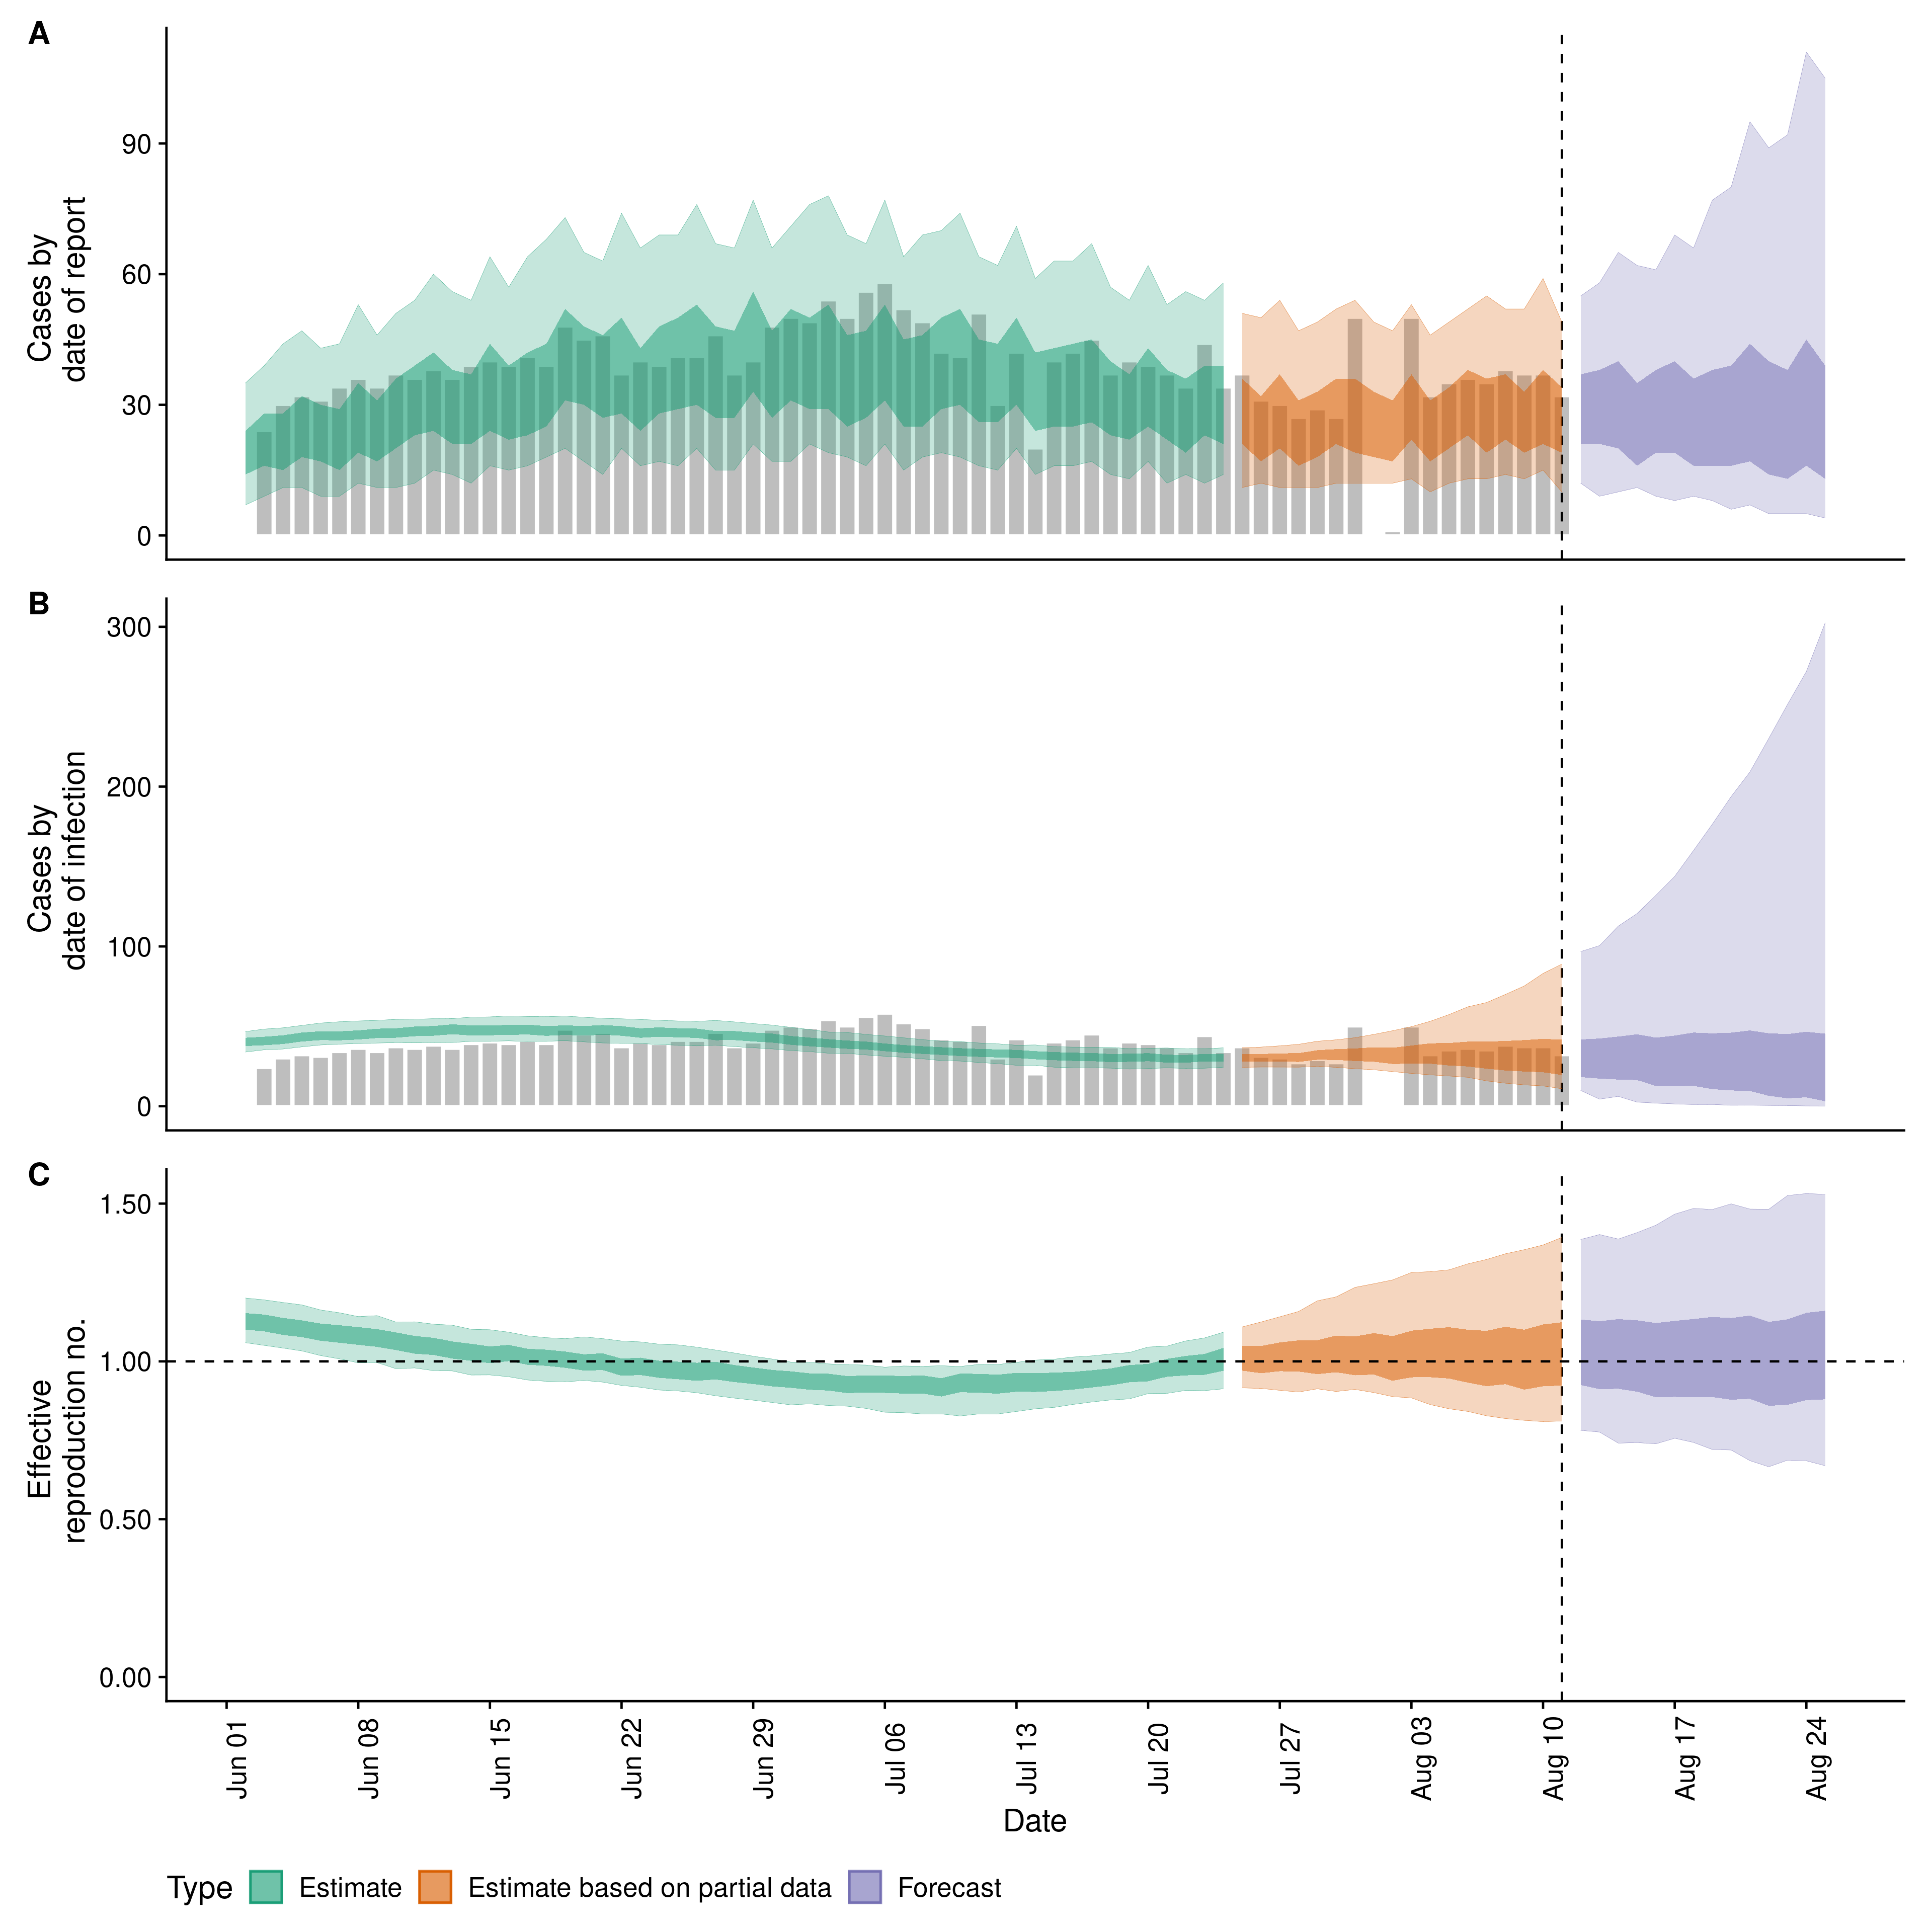 A
Cases by
date of report
90
60
30
0
B
Cases by
date of infection
300
200
100
0
C
Effective
reproduction no.
1.50
1.00
0.50
0.00
Jun 01
Jun 08
Jun 15
Jun 22
Jun 29
Jul 06
Jul 13
Jul 20
Jul 27
Aug 03
Aug 10
Aug 17
Aug 24
Date
Type Estimate Estimate based on partial data Forecast